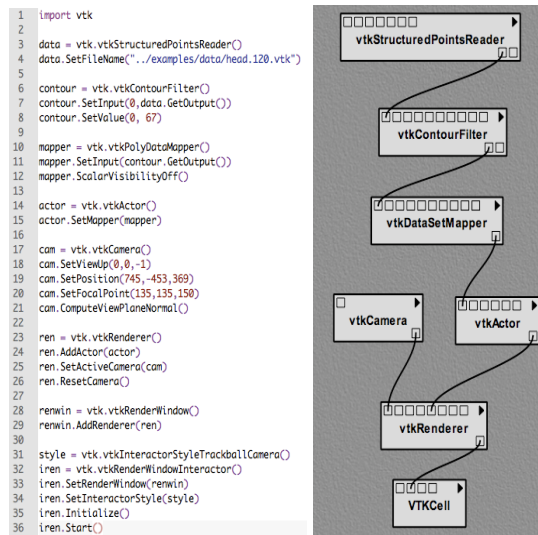 1 import vtk
2
3 data = vtk.vtkStructuredPointsReader()
4 data.SetFileName("../examples/data/head.120.vtk")
5
6 contour = vtk.vtkContourFilter()
7 contour.SetInput(0,data.GetOutput())
8 contour.SetValue(0, 67)
9
10 mapper = vtk.vtkPolyDataMapper()
11 mapper.SetInput(contour.GetOutput())
12 mapper.ScalarVisibilityOff()
13
14 actor = vtk.vtkActor()
15 actor.SetMapper(mapper)
16
17 cam = vtk.vtkCamera()
18 cam.SetViewUp(0,0,-1)
19 cam.SetPosition(745,-453,369)
20 cam.SetFocalPoint(135,135,150)
21 cam.ComputeViewPlaneNormal()
22
23 ren = vtk.vtkRenderer()
24 ren.AddActor(actor)
25 ren.SetActiveCamera(cam)
26 ren.ResetCamera()
27
28 renwin = vtk.vtkRenderWindow()
29 renwin.AddRenderer(ren)
30
31 style = vtk.vtkInteractorStyleTrackballCamera()
32 iren = vtk.vtkRenderWindowInteractor()
33 iren.SetRenderWindow(renwin)
34 iren.SetInteractorStyle(style)
35 iren.Initialize()
36 iren.Start()
vtkStructuredPointsReader
vtkContourFilter
vtkDataSetMapper
vtkCamera
vtkActor
vtkRenderer
VTKCell